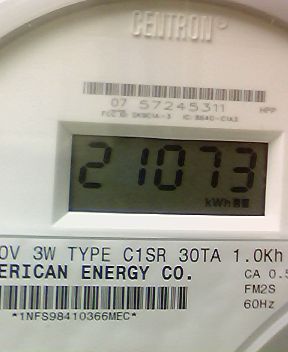 CENTRON®
07 57245311
HPP
21073
kWh
0V 3W TYPE C1SR 30TA 1.0Kh
ERICAN ENERGY CO.
CA 0.5
FM2S
60Hz
*1NFS98410366MEC*